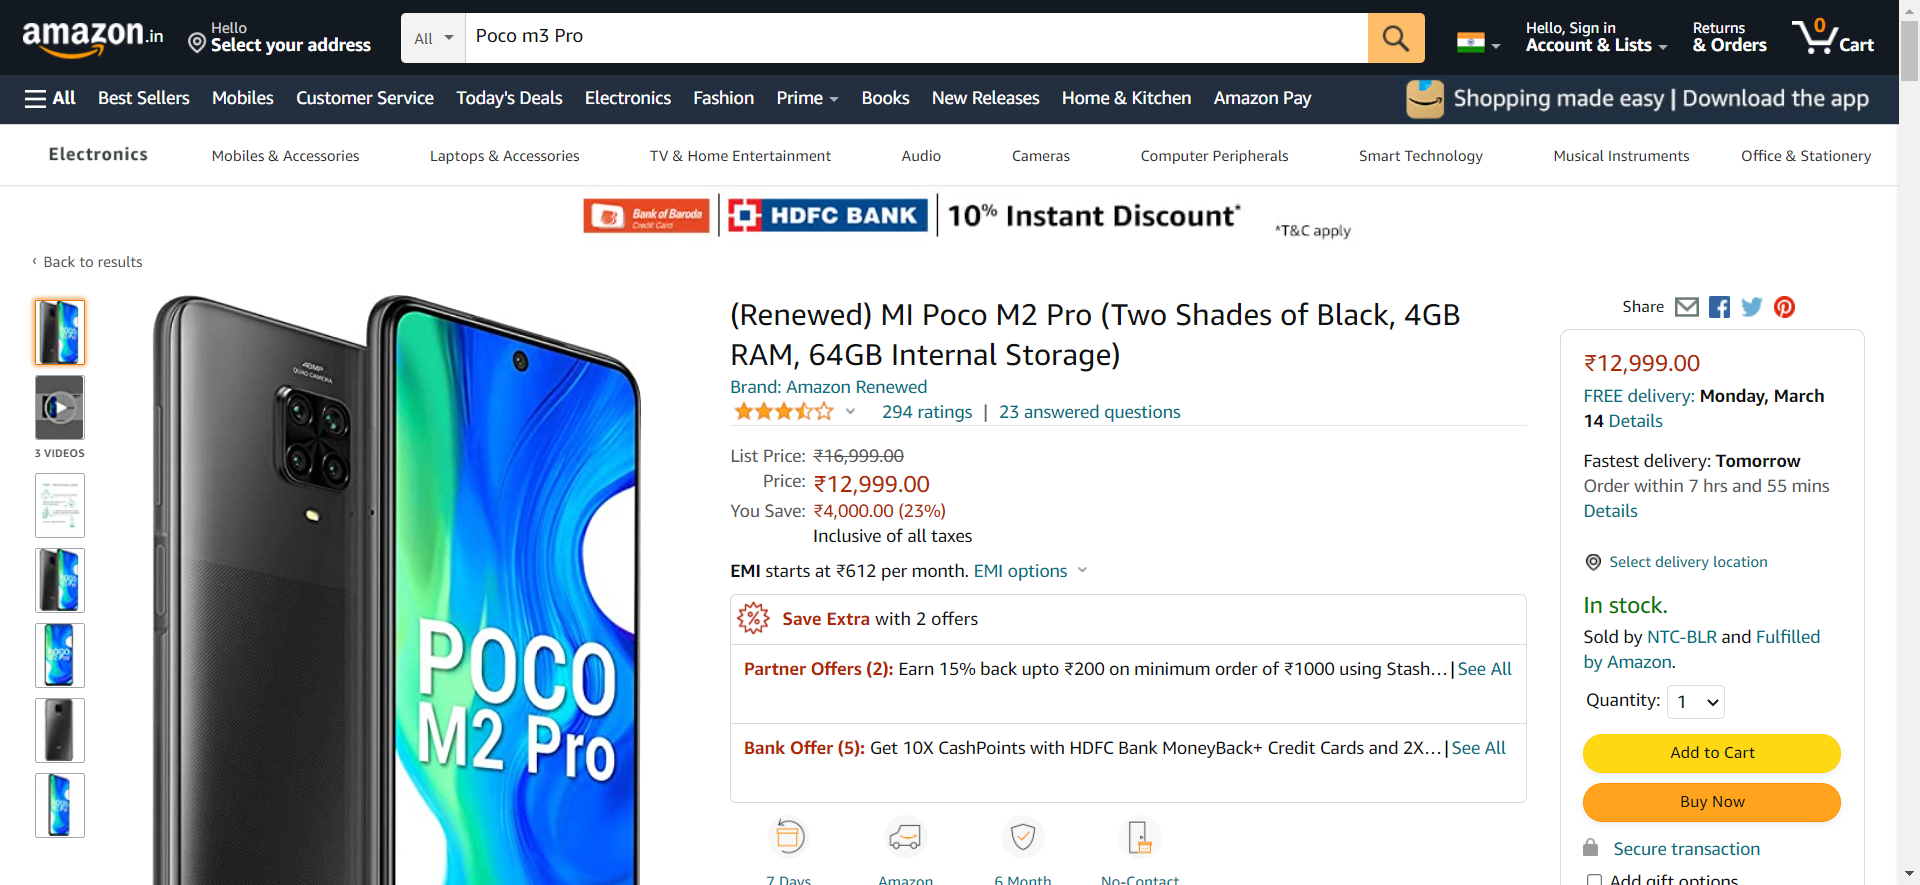 amazon.in
Hello
Select your address
All
Poco m3 Pro
Hello, Sign in
Account & Lists
Returns
& Orders
0
Cart
All
Best Sellers
Mobiles
Customer Service
Today's Deals
Electronics
Fashion
Prime
Books
New Releases
Home & Kitchen
Amazon Pay
Shopping made easy | Download the app
Electronics
Mobiles & Accessories
Laptops & Accessories
TV & Home Entertainment
Audio
Cameras
Computer Peripherals
Smart Technology
Musical Instruments
Office & Stationery
Bank of Baroda
Credit Card
HDFC BANK
10% Instant Discount*
*T&C apply
‹ Back to results
3 VIDEOS
48MP
QUAD CAMERA
POCO
M2 Pro
(Renewed) MI Poco M2 Pro (Two Shades of Black, 4GB
RAM, 64GB Internal Storage)
Brand: Amazon Renewed
294 ratings | 23 answered questions
List Price: ₹16,999.00
Price: ₹12,999.00
You Save: ₹4,000.00 (23%)
Inclusive of all taxes
EMI starts at ₹612 per month. EMI options
Save Extra with 2 offers
Partner Offers (2): Earn 15% back upto ₹200 on minimum order of ₹1000 using Stash…|See All
Bank Offer (5): Get 10X CashPoints with HDFC Bank MoneyBack+ Credit Cards and 2X…|See All
7 Days
Amazon
6 Month
No-Contact
Share
₹12,999.00
FREE delivery: Monday, March
14 Details
Fastest delivery: Tomorrow
Order within 7 hrs and 55 mins
Details
Select delivery location
In stock.
Sold by NTC-BLR and Fulfilled
by Amazon.
Quantity: 1
Add to Cart
Buy Now
Secure transaction
Add gift options